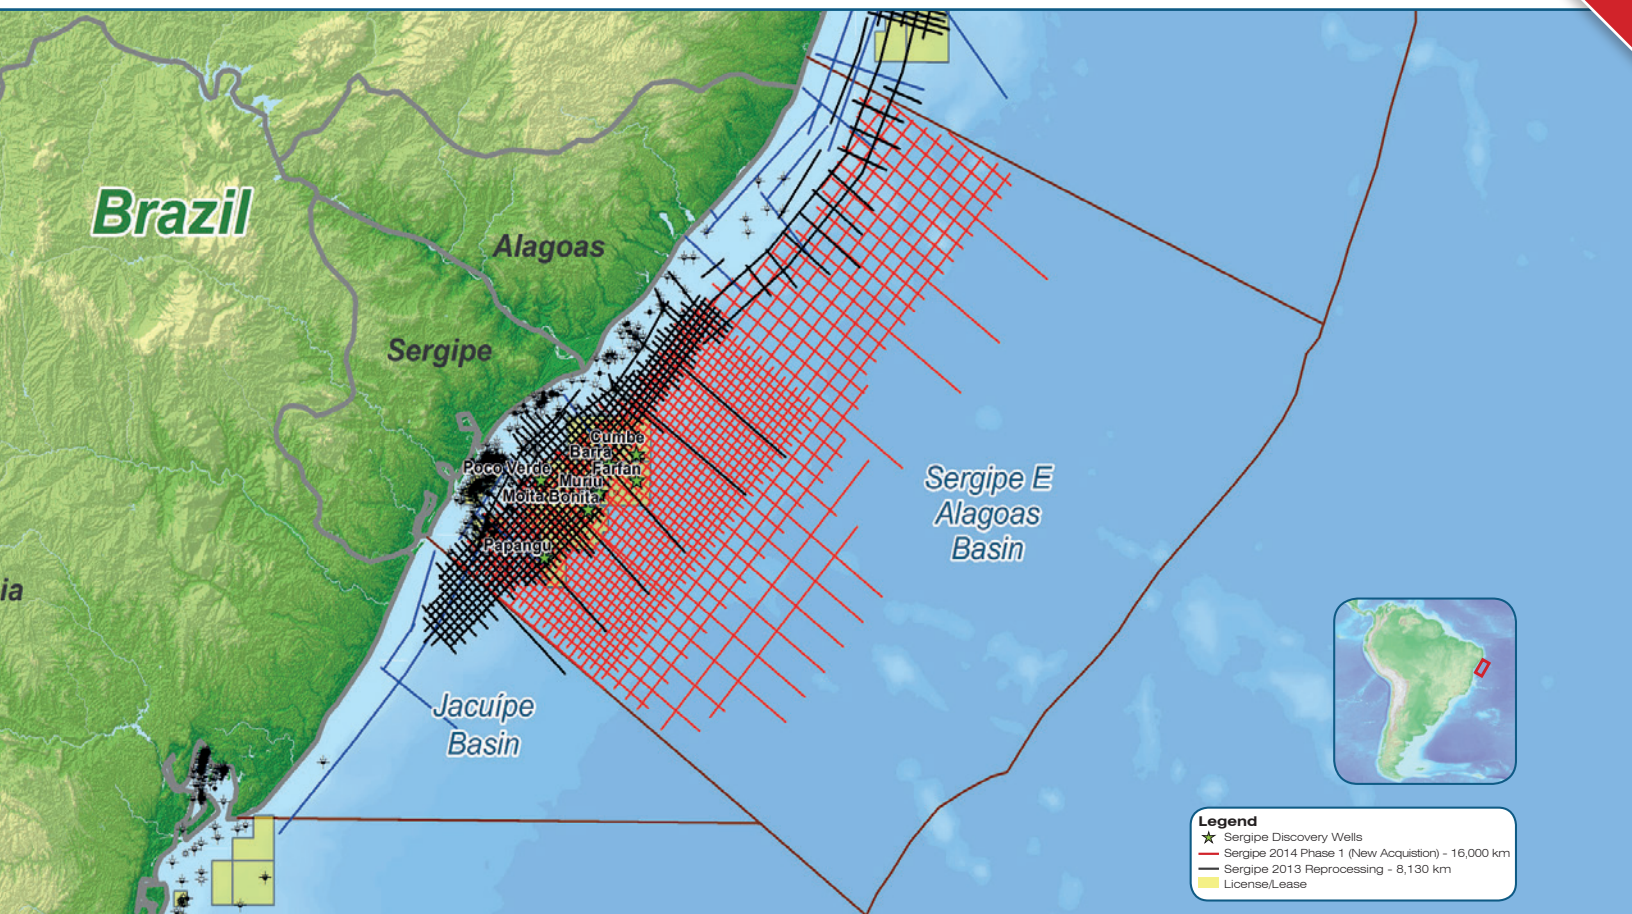 Brazil
Alagoas
Sergipe
Cumbe
Barra
Poco Verde
Farfan
Muriu
Moita Bonita
Papangu
Sergipe E
Alagoas
Basin
ia
Jacuípe
Basin
Legend
Sergipe Discovery Wells
Sergipe 2014 Phase 1 (New Acquistion) - 16,000 km
Sergipe 2013 Reprocessing - 8,130 km
License/Lease